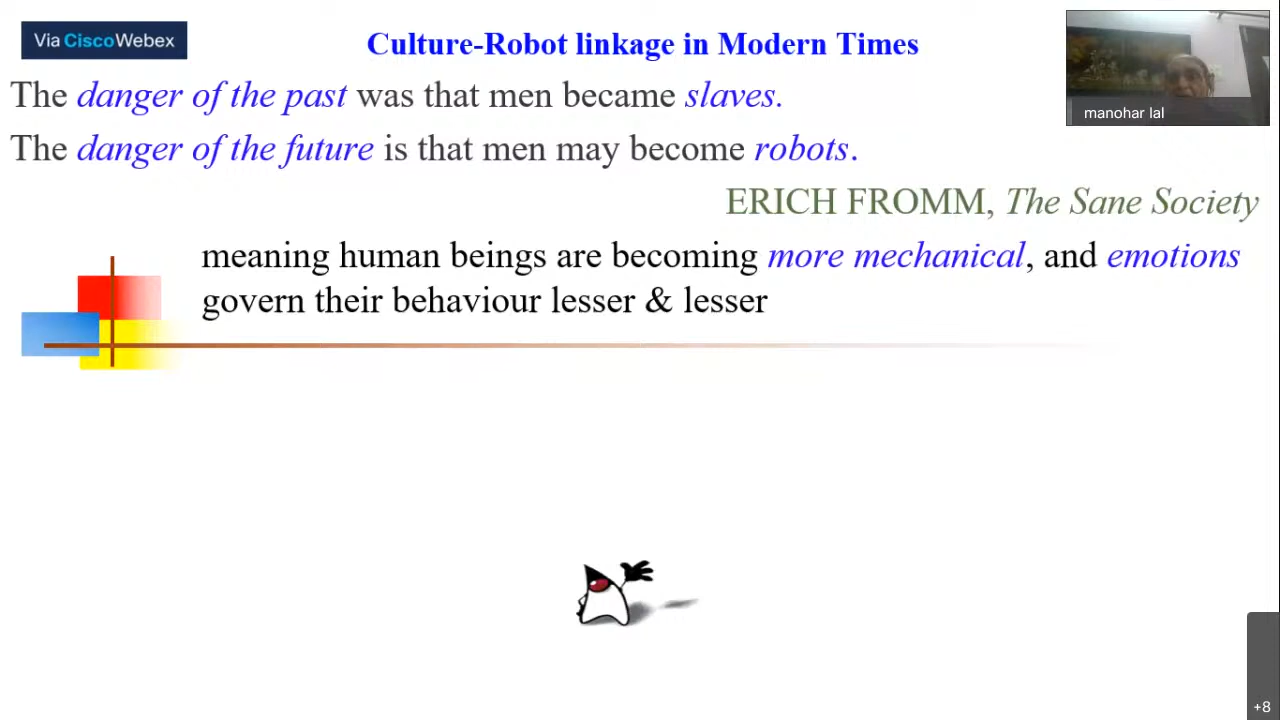 Via Cisco Webex
Culture-Robot linkage in Modern Times
manohar lal
The danger of the past was that men became slaves.
The danger of the future is that men may become robots.
ERICH FROMM, The Sane Society
meaning human beings are becoming more mechanical, and emotions
govern their behaviour lesser & lesser
+8